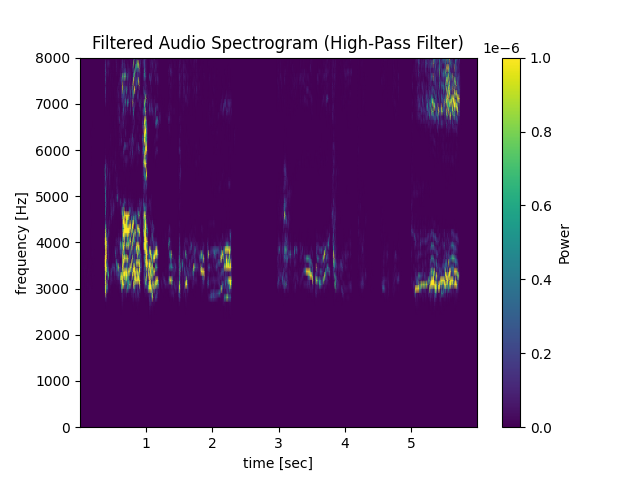 Filtered Audio Spectrogram (High-Pass Filter)
1e−6
8000
7000
6000
5000
4000
3000
2000
1000
0
frequency [Hz]
1 2 3 4 5
time [sec]
1.0
0.8
0.6
0.4
0.2
0.0
Power